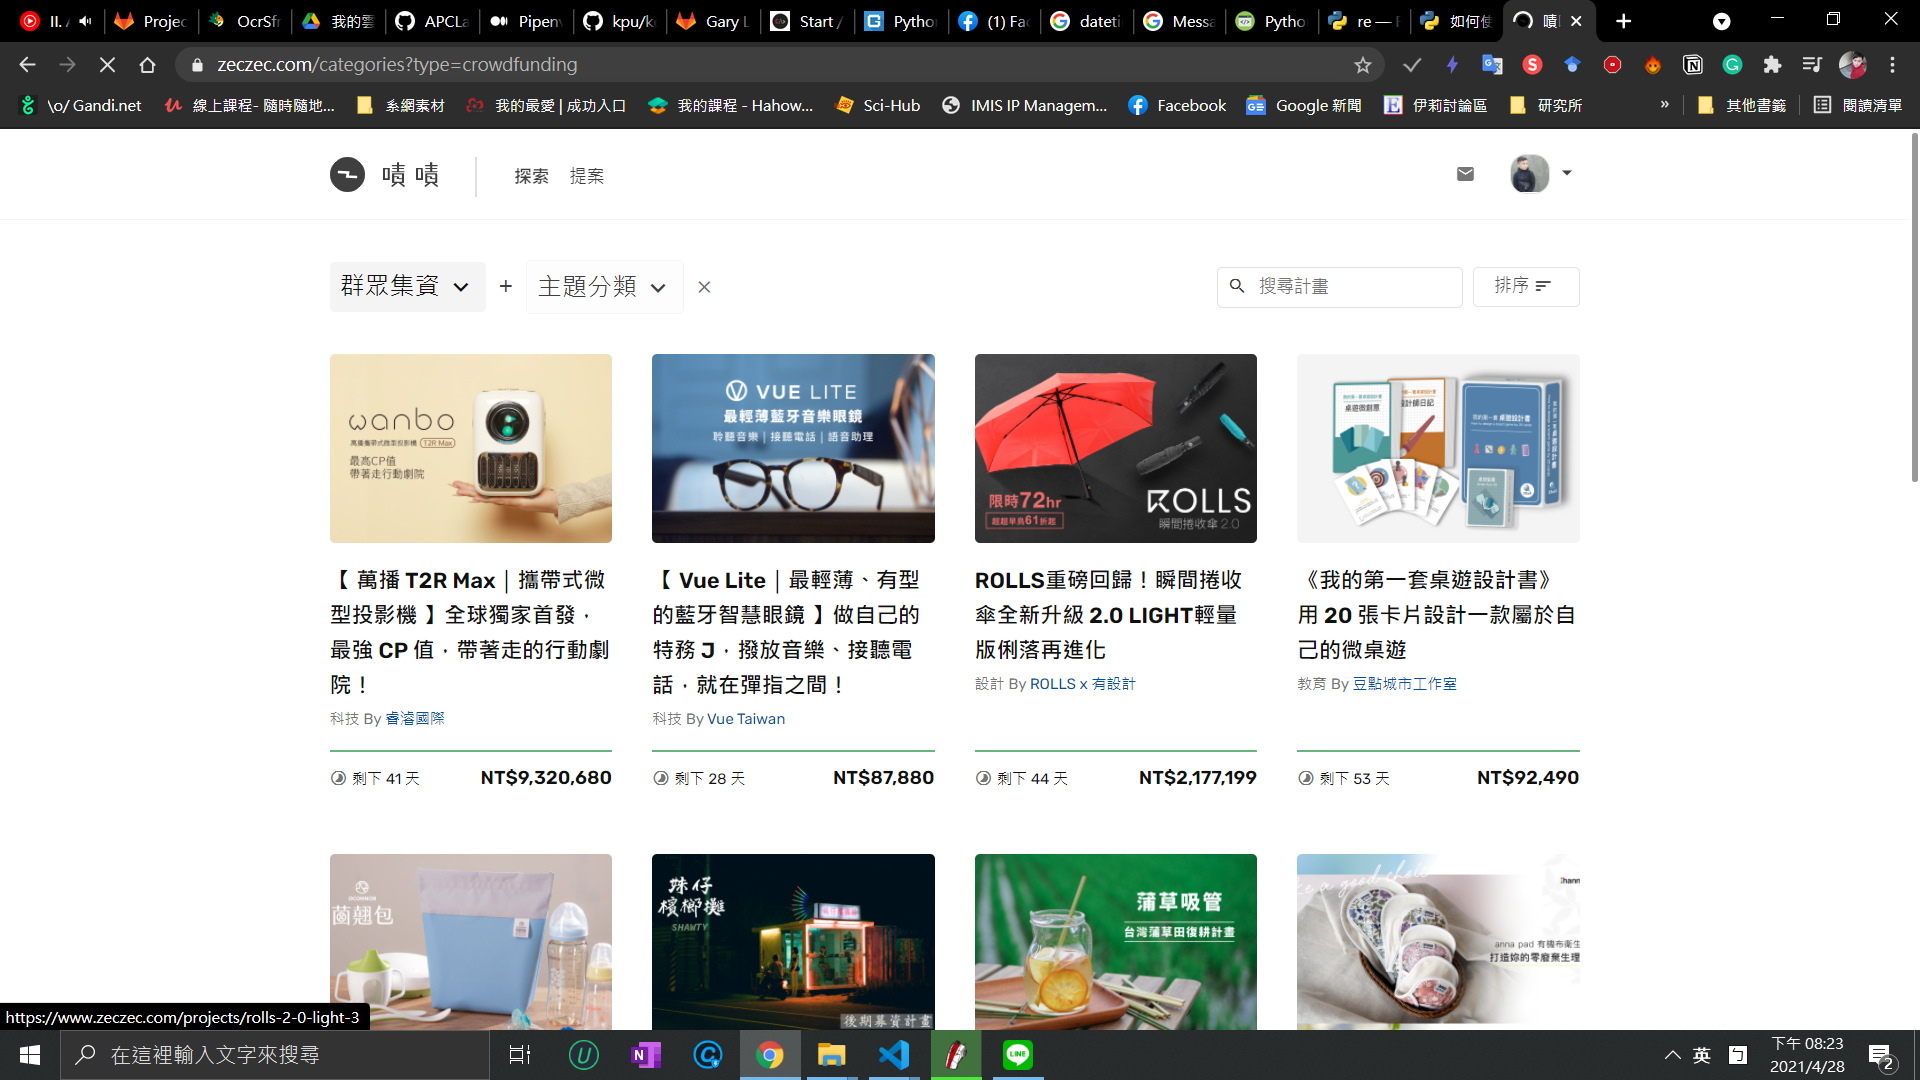 II. A
Projec
OcrSfr
我的雲
APCLa
Pipenv
kpu/k
Gary L
Start /
Python
(1) Fac
dateti
Messa
Pytho
re — P
如何使
嘖
zeczec.com/categories?type=crowdfunding
\o/ Gandi.net
線上課程- 隨時隨地...
系網素材
我的最愛 | 成功入口
我的課程 - Hahow...
Sci-Hub
IMIS IP Managem...
Facebook
Google 新聞
伊莉討論區
研究所
»
其他書籤
閱讀清單
嘖嘖
探索
提案
群眾集資
+
主題分類
×
搜尋計畫
排序
wanbo
萬播攜帶式微型投影機 T2R Max
最高CP值
帶著走行動劇院
VUE LITE
最輕薄藍牙音樂眼鏡
聆聽音樂 | 接聽電話 | 語音助理
限時72hr
超超早鳥61折起
ROLLS
瞬間捲收傘2.0
桌遊微創意
設計師日記
我的第一套桌遊設計書
【 萬播 T2R Max｜攜帶式微
型投影機 】全球獨家首發，
最強 CP 值，帶著走的行動劇
院！
科技 By 睿濬國際
剩下 41 天
NT$9,320,680
【 Vue Lite｜最輕薄、有型
的藍牙智慧眼鏡 】做自己的
特務 J，撥放音樂、接聽電
話，就在彈指之間！
科技 By Vue Taiwan
剩下 28 天
NT$87,880
ROLLS重磅回歸！瞬間捲收
傘全新升級 2.0 LIGHT輕量
版俐落再進化
設計 By ROLLS x 有設計
剩下 44 天
NT$2,177,199
《我的第一套桌遊設計書》
用 20 張卡片設計一款屬於自
己的微桌遊
教育 By 豆點城市工作室
剩下 53 天
NT$92,490
翹包
檳榔攤
SHAWTY
後期募資計畫
蒲草吸管
台灣蒲草田復耕計畫
a good choice
Chann
anna pad 有機布衛生
打造妳的零廢棄生理
https://www.zeczec.com/projects/rolls-2-0-light-3
在這裡輸入文字來搜尋
英
下午 08:23
2021/4/28
2